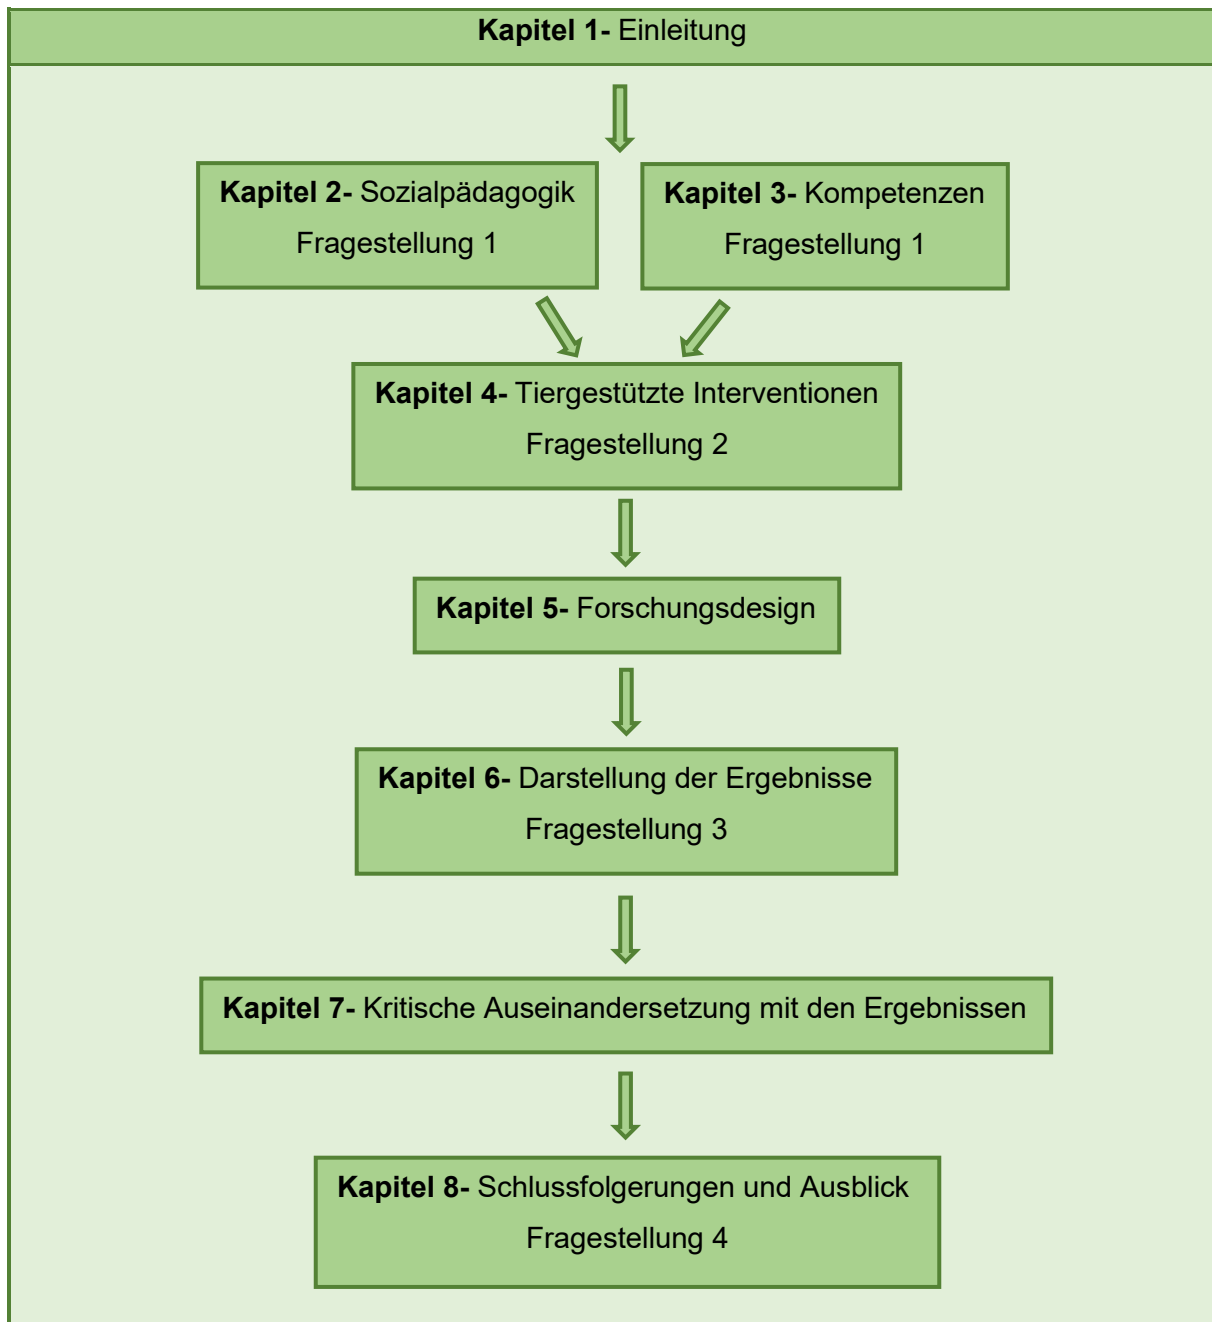 Kapitel 1- Einleitung
Kapitel 2- Sozialpädagogik
Fragestellung 1
Kapitel 3- Kompetenzen
Fragestellung 1
Kapitel 4- Tiergestützte Interventionen
Fragestellung 2
Kapitel 5- Forschungsdesign
Kapitel 6- Darstellung der Ergebnisse
Fragestellung 3
Kapitel 7- Kritische Auseinandersetzung mit den Ergebnissen
Kapitel 8- Schlussfolgerungen und Ausblick
Fragestellung 4